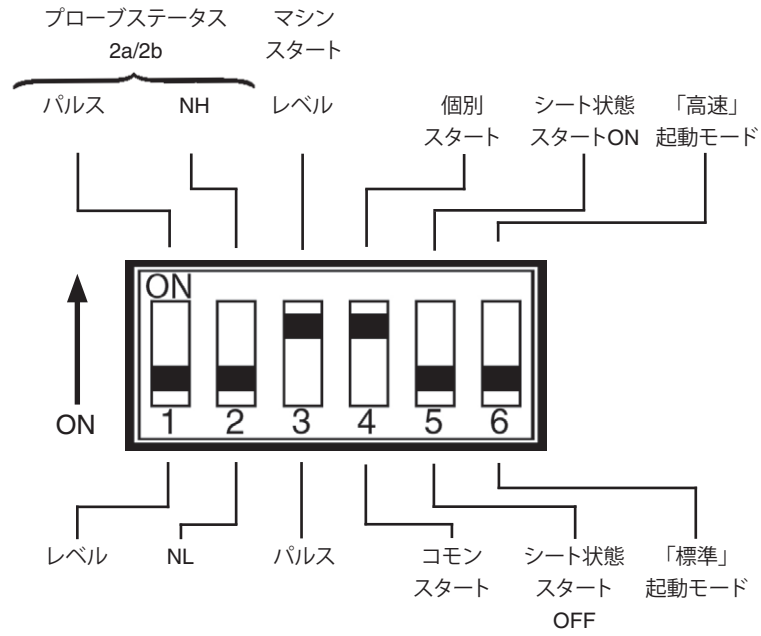 プローブステータス
2a/2b
マシン
スタート
パルス
NH
レベル
個別
スタート
シート状態
スタートON
「高速」
起動モード
ON
ON
1 2 3 4 5 6
レベル
NL
パルス
コモン
スタート
シート状態
スタート
OFF
「標準」
起動モード